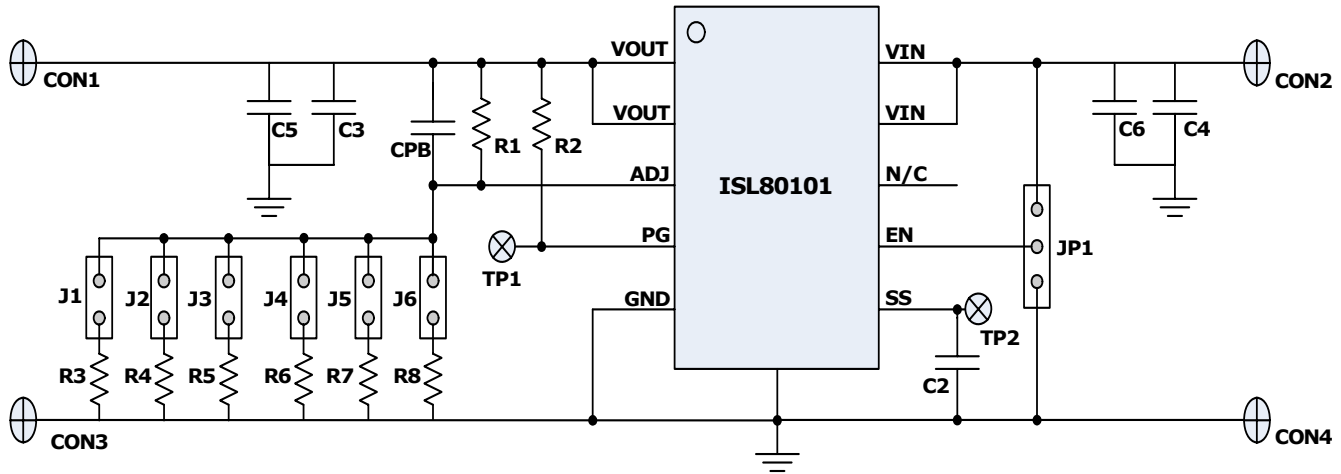 VOUT
VIN
CON1
CON2
C5
C3
CPB
R1
R2
VOUT
VIN
C6
C4
ADJ
ISL80101
N/C
PG
EN
JP1
TP1
J1
J2
J3
J4
J5
J6
GND
SS
TP2
R3
R4
R5
R6
R7
R8
C2
CON3
CON4